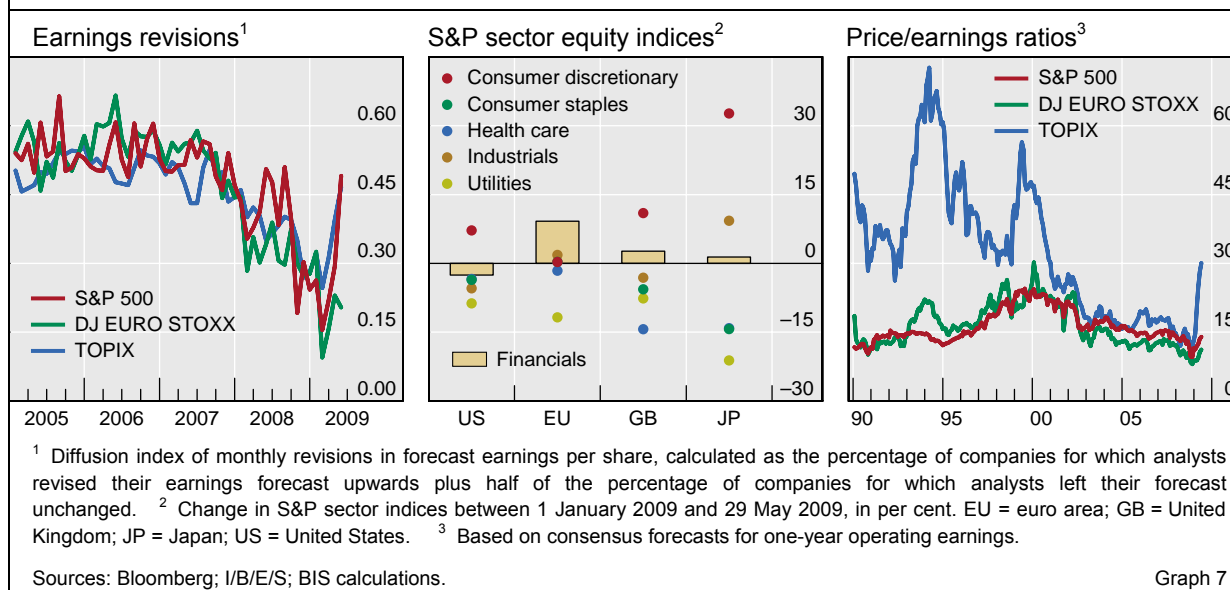 Earnings revisions1
S&P 500
DJ EURO STOXX
TOPIX
0.60
0.45
0.30
0.15
0.00
2005 2006 2007 2008 2009
S&P sector equity indices2
Consumer discretionary
Consumer staples
Health care
Industrials
Utilities
Financials
30
15
0
–15
–30
US EU GB JP
Price/earnings ratios3
S&P 500
DJ EURO STOXX
TOPIX
60
45
30
15
0
90 95 00 05
1 Diffusion index of monthly revisions in forecast earnings per share, calculated as the percentage of companies for which analysts
revised their earnings forecast upwards plus half of the percentage of companies for which analysts left their forecast
unchanged. 2 Change in S&P sector indices between 1 January 2009 and 29 May 2009, in per cent. EU = euro area; GB = United
Kingdom; JP = Japan; US = United States. 3 Based on consensus forecasts for one-year operating earnings.
Sources: Bloomberg; I/B/E/S; BIS calculations. Graph 7